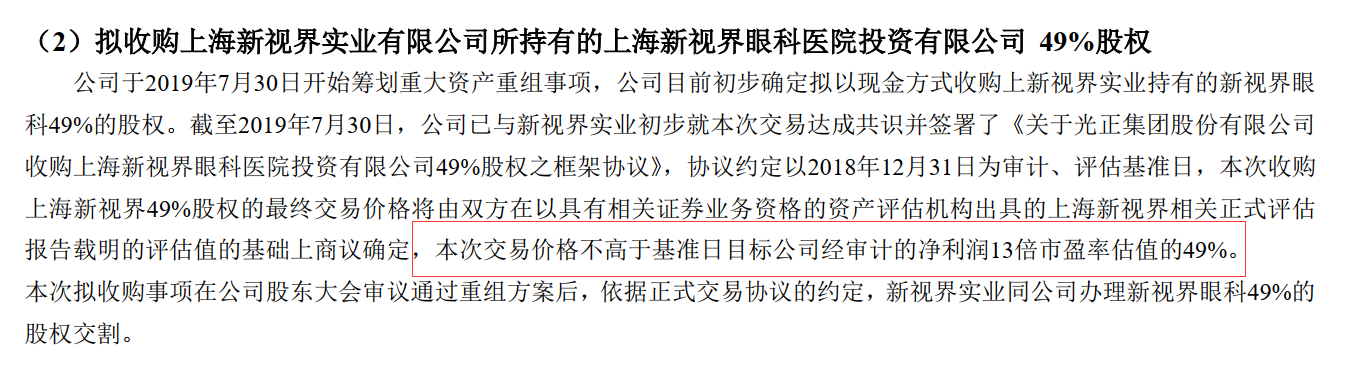 （2）拟收购上海新视界实业有限公司所持有的上海新视界眼科医院投资有限公司 49%股权
公司于2019年7月30日开始筹划重大资产重组事项，公司目前初步确定拟以现金方式收购上新视界实业持有的新视界眼
科49%的股权。截至2019年7月30日，公司已与新视界实业初步就本次交易达成共识并签署了《关于光正集团股份有限公司
收购上海新视界眼科医院投资有限公司49%股权之框架协议》，协议约定以2018年12月31日为审计、评估基准日，本次收购
上海新视界49%股权的最终交易价格将由双方在以具有相关证券业务资格的资产评估机构出具的上海新视界相关正式评估
报告载明的评估值的基础上商议确定，本次交易价格不高于基准日目标公司经审计的净利润13倍市盈率估值的49%。
本次拟收购事项在公司股东大会审议通过重组方案后，依据正式交易协议的约定，新视界实业同公司办理新视界眼科49%的
股权交割。